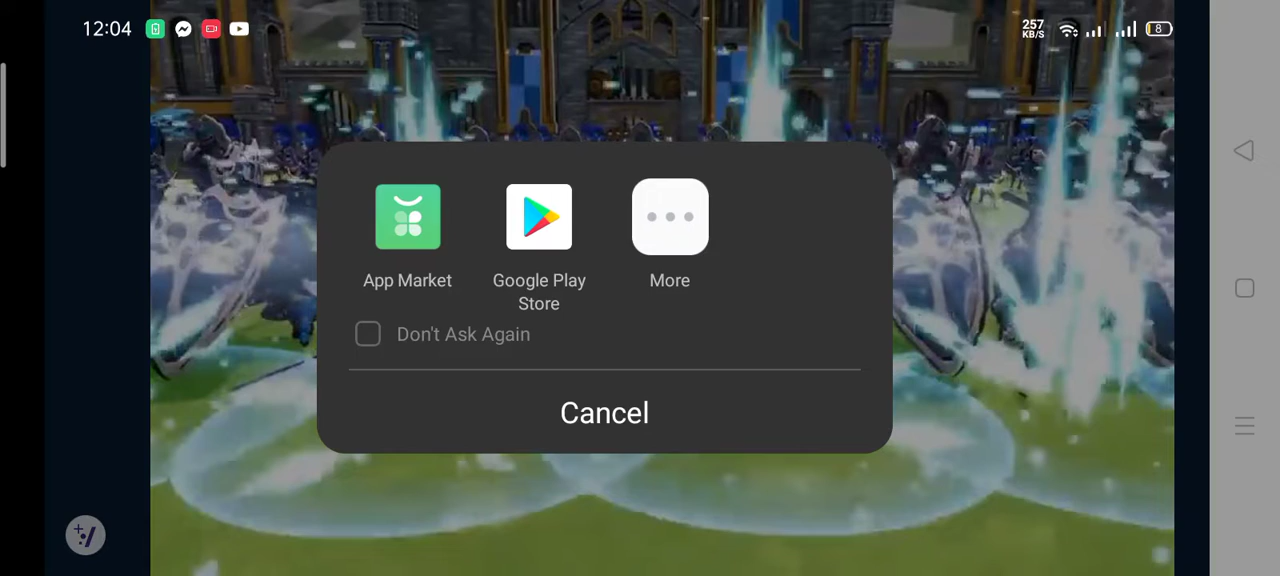 12:04
257
KB/S
8
App Market
Google Play
Store
More
Don't Ask Again
Cancel